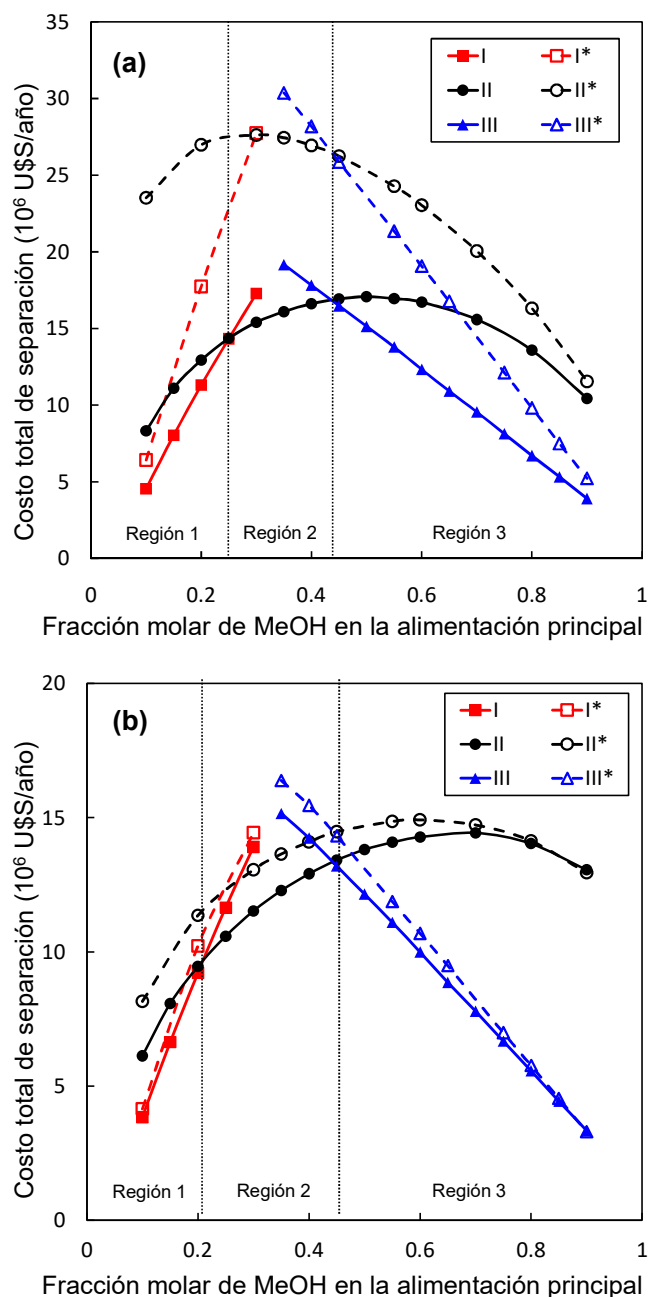 35
30
25
20
15
10
5
0
Costo total de separación (10⁶ U$S/año)
(a)
I I*
II II*
III III*
Región 1 Región 2 Región 3
0 0.2 0.4 0.6 0.8 1
Fracción molar de MeOH en la alimentación principal
20
15
10
5
0
Costo total de separación (10⁶ U$S/año)
(b)
I I*
II II*
III III*
Región 1 Región 2 Región 3
0 0.2 0.4 0.6 0.8 1
Fracción molar de MeOH en la alimentación principal